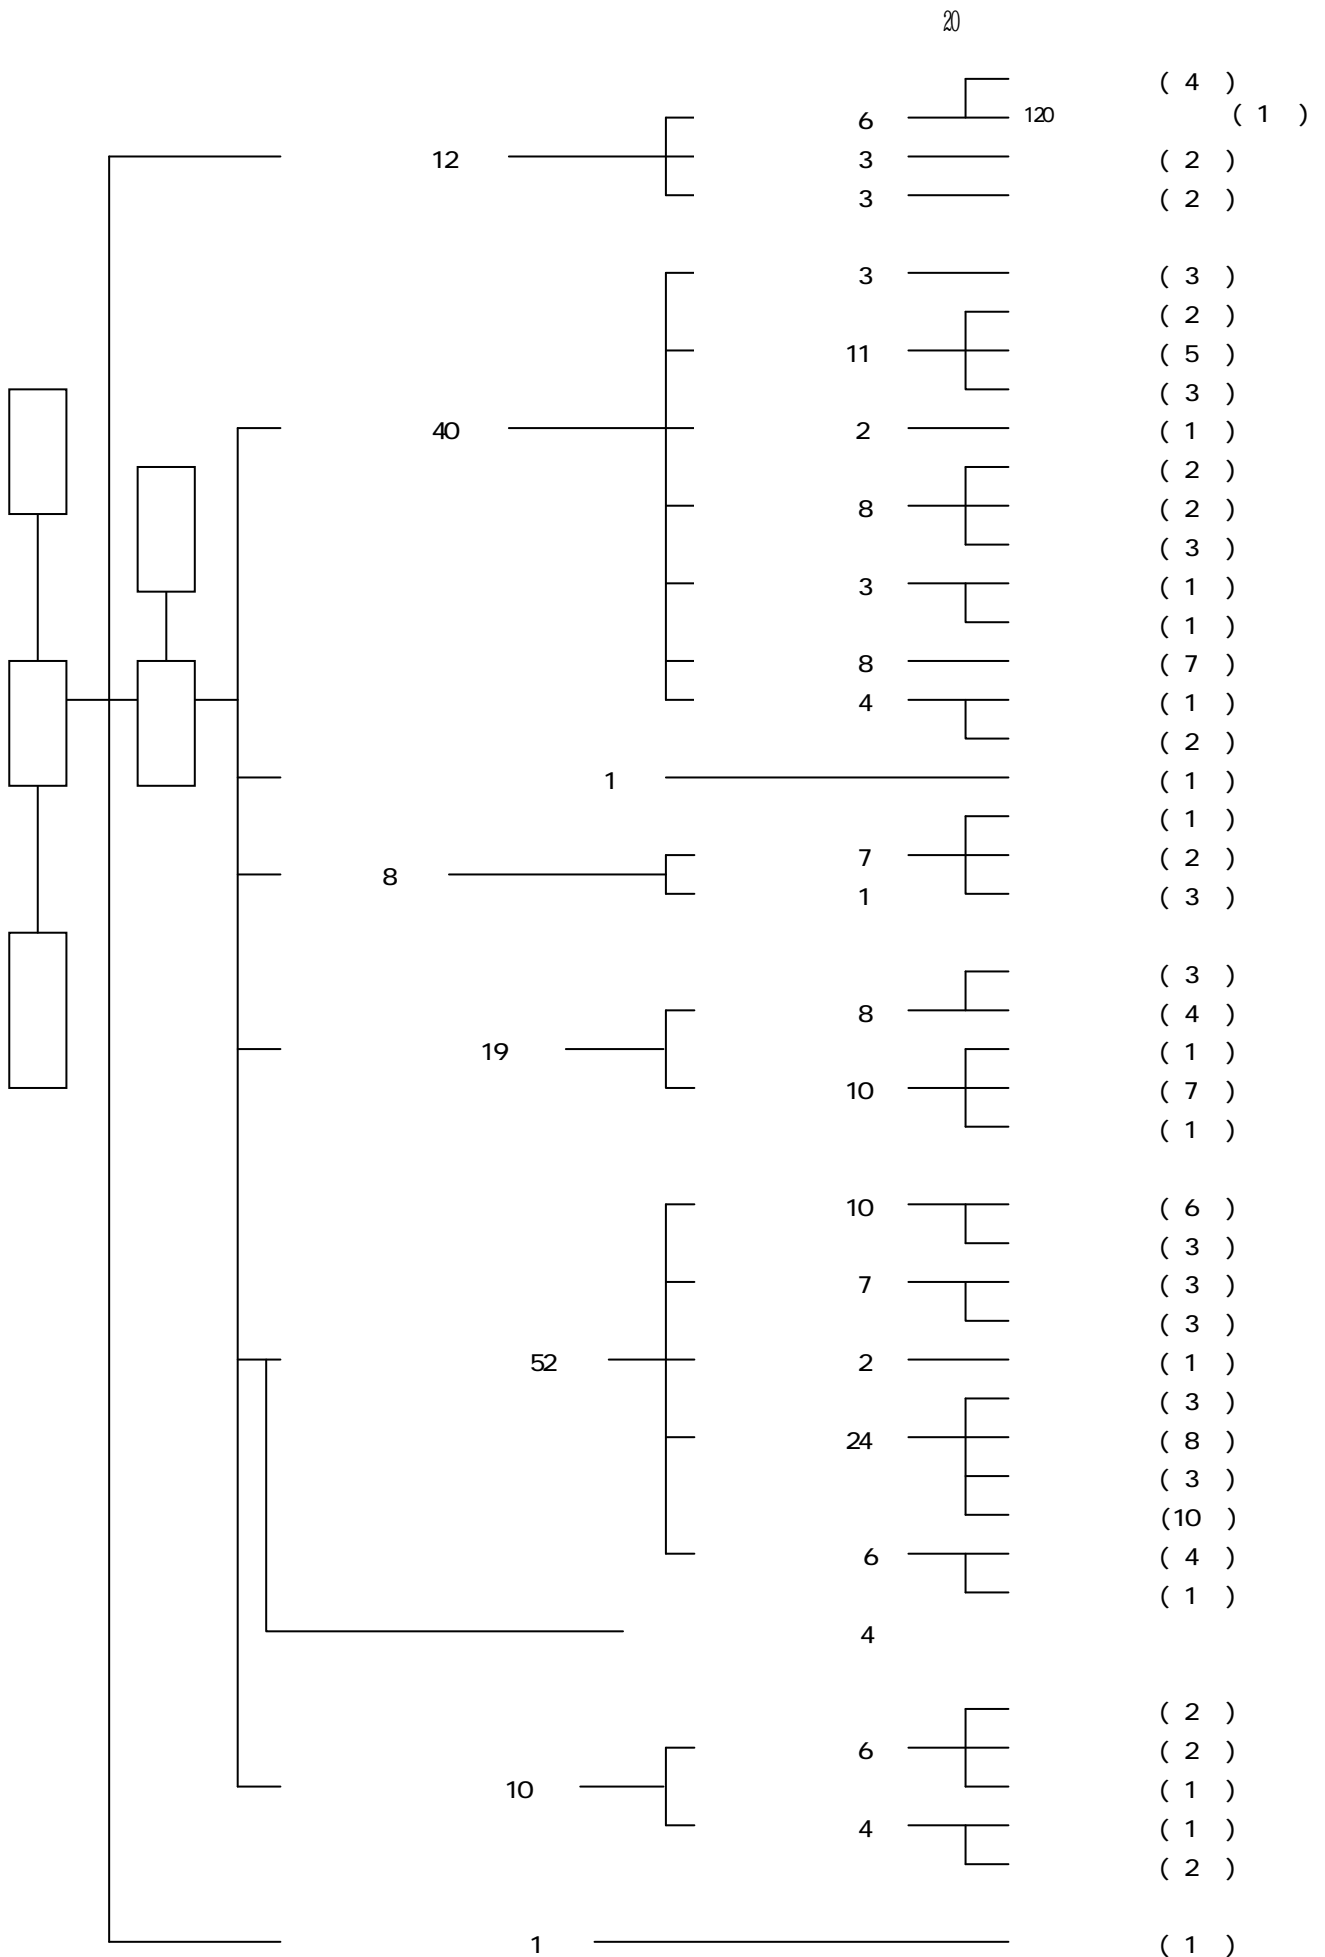 20
( 4 )
6 120 ( 1 )
12 3 ( 2 )
3 ( 2 )
3 ( 3 )
( 2 )
11 ( 5 )
( 3 )
40 2 ( 1 )
( 2 )
8 ( 2 )
( 3 )
3 ( 1 )
( 1 )
8 ( 7 )
4 ( 1 )
( 2 )
1 ( 1 )
( 1 )
7 ( 2 )
8
1 ( 3 )
( 3 )
8 ( 4 )
19 ( 1 )
10 ( 7 )
( 1 )
10 ( 6 )
( 3 )
7 ( 3 )
( 3 )
52 2 ( 1 )
( 3 )
24 ( 8 )
( 3 )
(10 )
6 ( 4 )
( 1 )
4
( 2 )
6 ( 2 )
10 ( 1 )
4 ( 1 )
( 2 )
1 ( 1 )